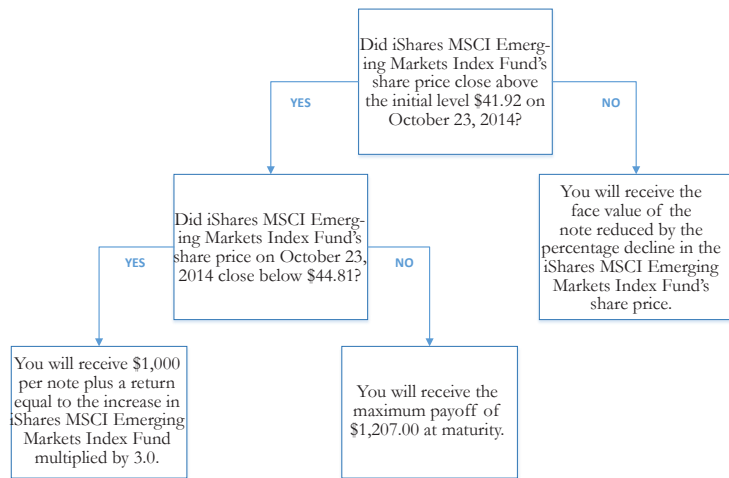 Did iShares MSCI Emerg-
ing Markets Index Fund's
share price close above
the initial level $41.92 on
October 23, 2014?
YES
NO
Did iShares MSCI Emerg-
ing Markets Index Fund's
share price on October 23,
2014 close below $44.81?
You will receive the
face value of the
note reduced by the
percentage decline in the
iShares MSCI Emerging
Markets Index Fund's
share price.
YES
NO
You will receive $1,000
per note plus a return
equal to the increase in
iShares MSCI Emerging
Markets Index Fund
multiplied by 3.0.
You will receive the
maximum payoff of
$1,207.00 at maturity.